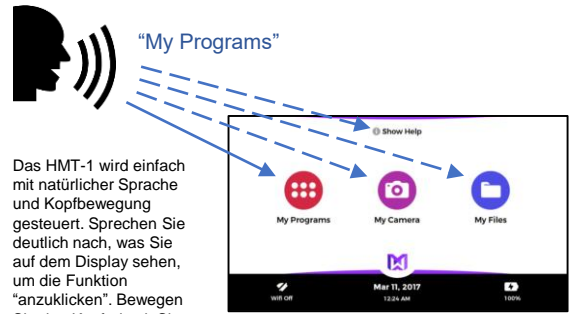 “My Programs”
Show Help
My Programs My Camera My Files
Wifi Off Mar 11, 2017 12:24 AM 100%
Das HMT-1 wird einfach
mit natürlicher Sprache
und Kopfbewegung
gesteuert. Sprechen Sie
deutlich nach, was Sie
auf dem Display sehen,
um die Funktion
“anzuklicken”. Bewegen